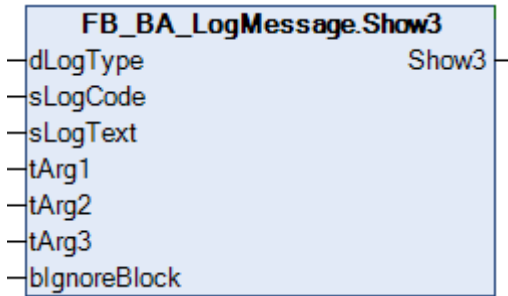 FB_BA_LogMessage.Show3
dLogType Show3
sLogCode
sLogText
tArg1
tArg2
tArg3
bIgnoreBlock